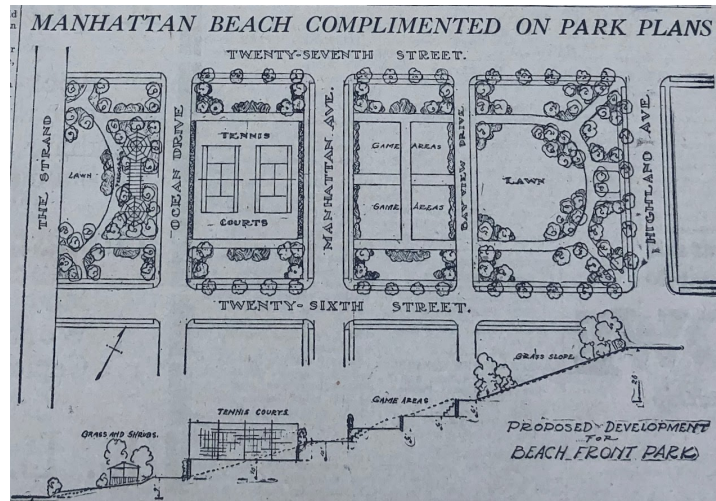 MANHATTAN BEACH COMPLIMENTED ON PARK PLANS
TWENTY-SEVENTH STREET.
THE STRAND
LAWN
OCEAN DRIVE
TENNIS
COURTS
MANHATTAN AVE.
GAME AREAS
GAME AREAS
BAYVIEW DRIVE
LAWN
HIGHLAND AVE.
TWENTY-SIXTH STREET.
GRASS SLOPE
GAME AREAS
TENNIS COURTS
GRASS AND SHRUBS.
PROPOSED DEVELOPMENT
FOR
BEACH FRONT PARK